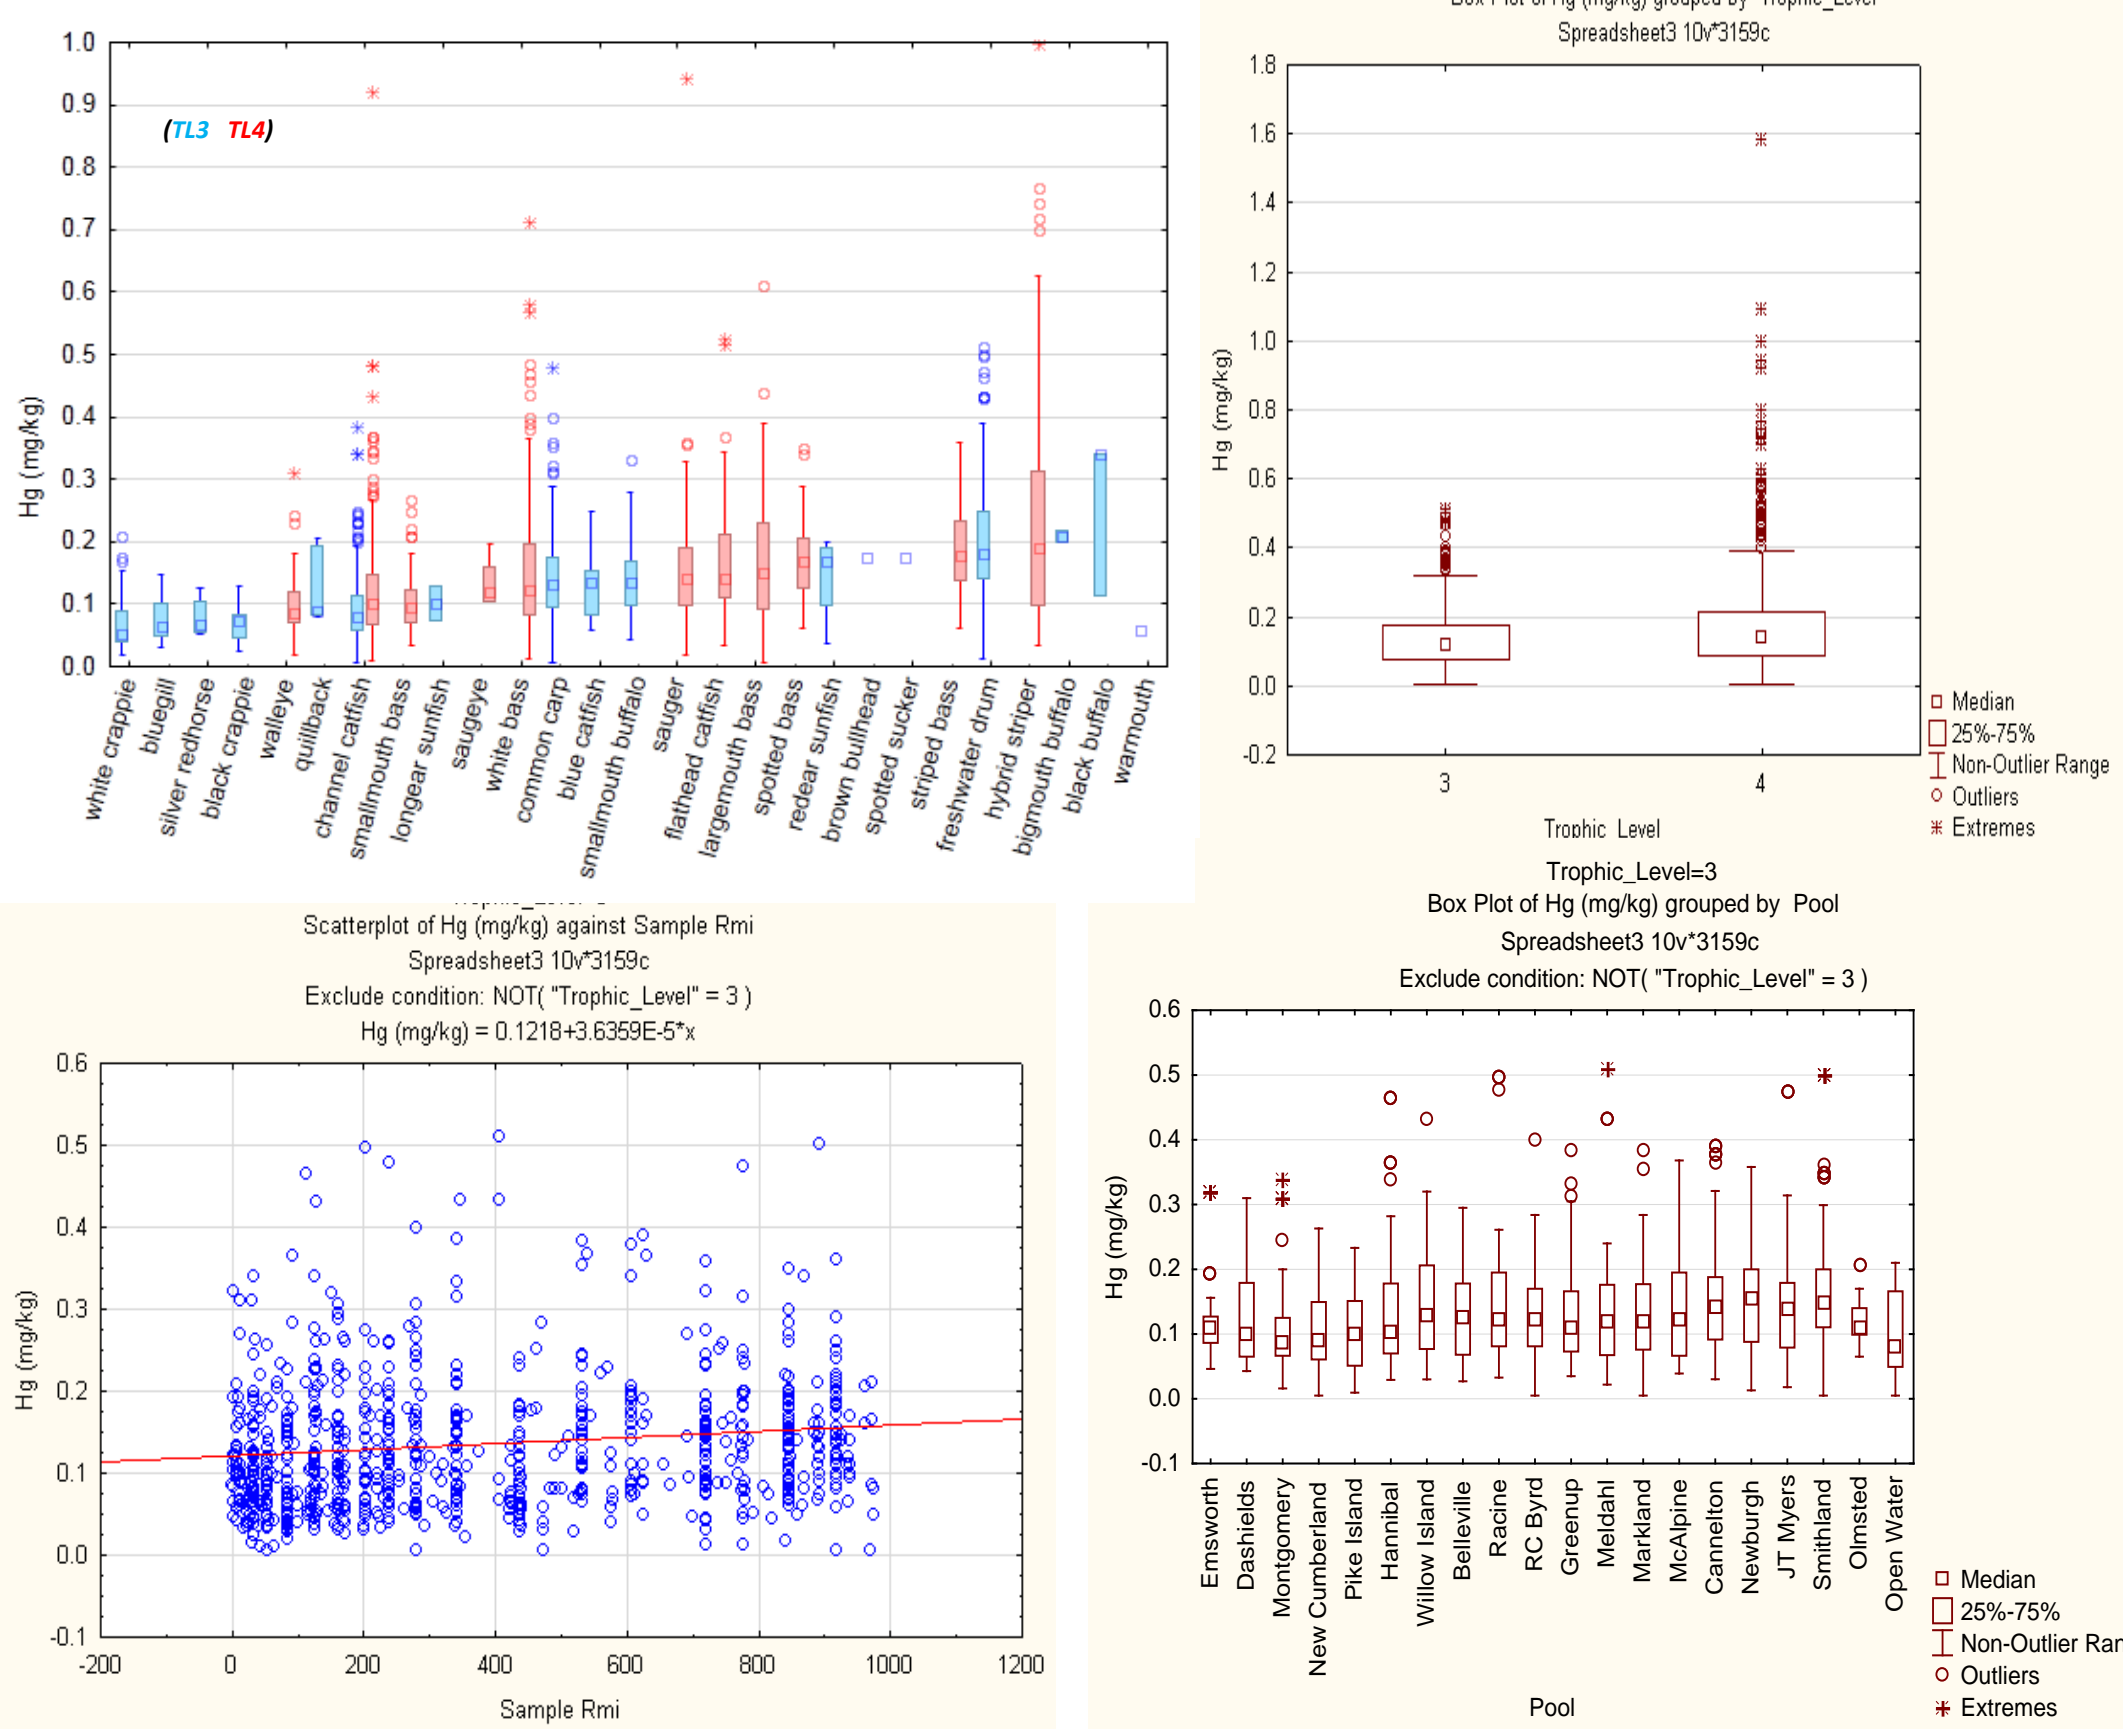 1.0
0.9
0.8
0.7
0.6
0.5
0.4
0.3
0.2
0.1
0.0
Hg (mg/kg)
(TL3 TL4)
white crappie
bluegill
silver redhorse
black crappie
walleye
quillback
channel catfish
smallmouth bass
longear sunfish
saugeye
white bass
common carp
blue catfish
smallmouth buffalo
sauger
flathead catfish
largemouth bass
spotted bass
redear sunfish
brown bullhead
spotted sucker
striped bass
freshwater drum
hybrid striper
bigmouth buffalo
black buffalo
warmouth
Box Plot of Hg (mg/kg) grouped by Trophic_Level
Spreadsheet3 10v*3159c
1.8
1.6
1.4
1.2
1.0
0.8
0.6
0.4
0.2
0.0
-0.2
Hg (mg/kg)
3
4
Trophic Level
Median
25%-75%
Non-Outlier Range
Outliers
Extremes
Scatterplot of Hg (mg/kg) against Sample Rmi
Spreadsheet3 10v*3159c
Exclude condition: NOT( "Trophic_Level" = 3 )
Hg (mg/kg) = 0.1218+3.6359E-5*x
0.6
0.5
0.4
0.3
0.2
0.1
0.0
-0.1
Hg (mg/kg)
-200
0
200
400
600
800
1000
1200
Sample Rmi
Trophic_Level=3
Box Plot of Hg (mg/kg) grouped by Pool
Spreadsheet3 10v*3159c
Exclude condition: NOT( "Trophic_Level" = 3 )
0.6
0.5
0.4
0.3
0.2
0.1
0.0
-0.1
Hg (mg/kg)
Emsworth
Dashields
Montgomery
New Cumberland
Pike Island
Hannibal
Willow Island
Belleville
Racine
RC Byrd
Greenup
Meldahl
Markland
McAlpine
Cannelton
Newburgh
JT Myers
Smithland
Olmsted
Open Water
Pool
Median
25%-75%
Non-Outlier Ran
Outliers
Extremes